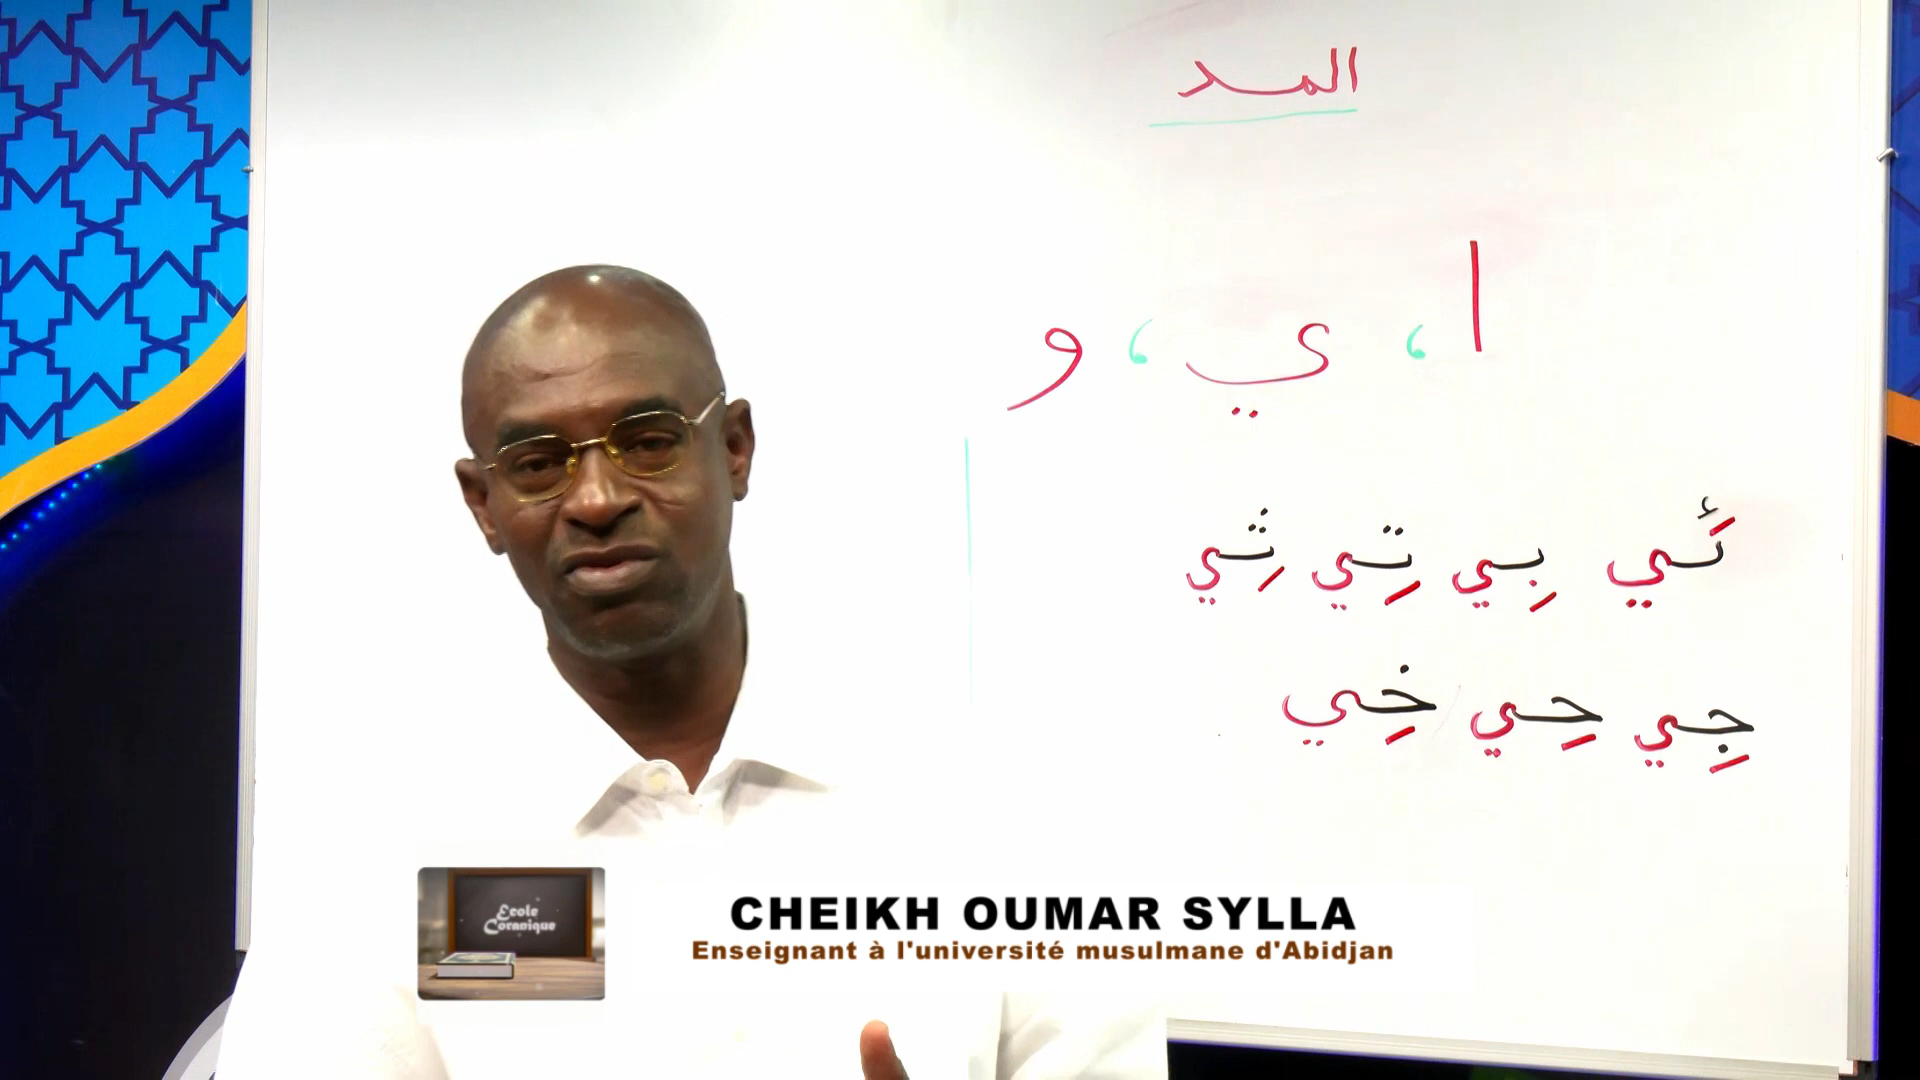 المد
ا، ي، و
ئَي بِي تِي ثِي
جِي حِي خِي
Ecole
Coranique
CHEIKH OUMAR SYLLA
Enseignant à l'université musulmane d'Abidjan